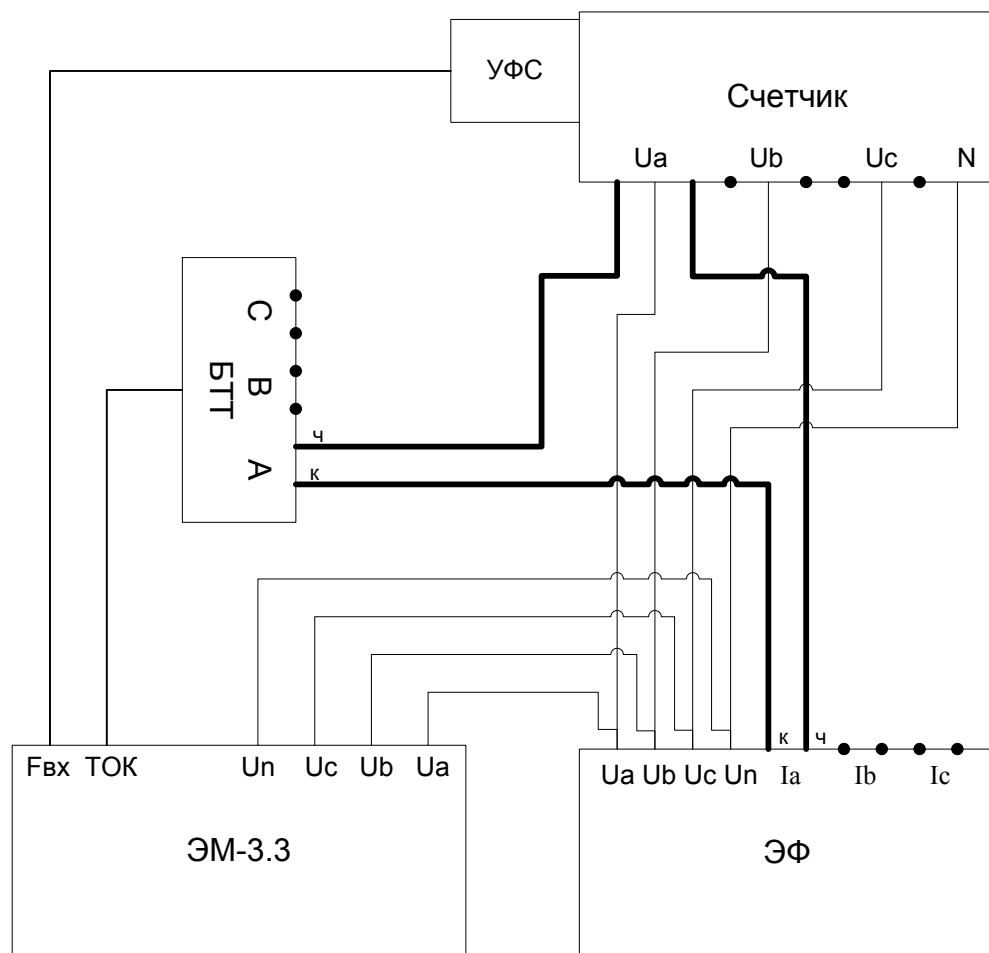 УФС
Счетчик
Ua Ub Uc N
С
В
БТТ
А
ч
к
к ч
Fвх ТОК Un Uc Ub Ua
Ua Ub Uc Un Ia Ib Ic
ЭМ-3.3
ЭФ